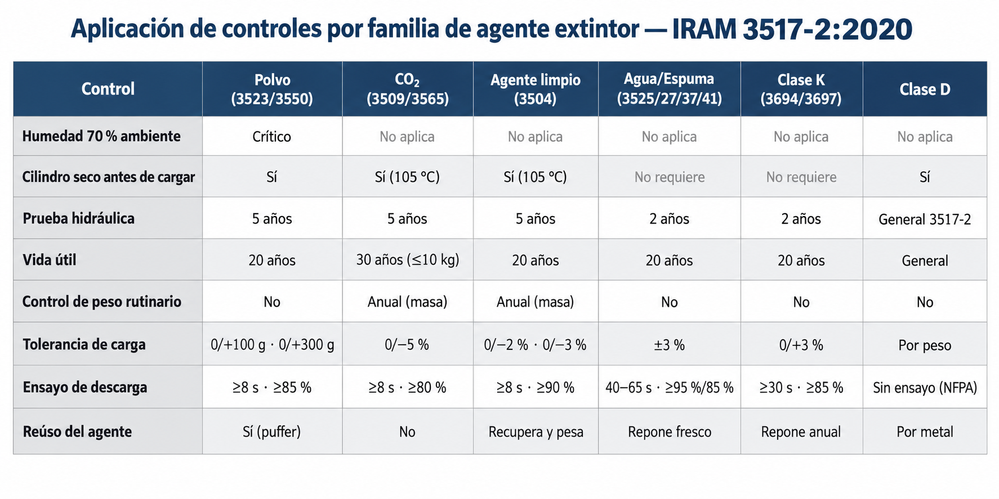 Aplicación de controles por familia de agente extintor — IRAM 3517-2:2020
Control
Polvo
(3523/3550)
CO₂
(3509/3565)
Agente limpio
(3504)
Agua/Espuma
(3525/27/37/41)
Clase K
(3694/3697)
Clase D
Humedad 70 % ambiente
Crítico
No aplica
No aplica
No aplica
No aplica
No aplica
Cilindro seco antes de cargar
Sí
Sí (105 °C)
Sí (105 °C)
No requiere
No requiere
Sí
Prueba hidráulica
5 años
5 años
5 años
2 años
2 años
General 3517-2
Vida útil
20 años
30 años (≤10 kg)
20 años
20 años
20 años
General
Control de peso rutinario
No
Anual (masa)
Anual (masa)
No
No
No
Tolerancia de carga
0/+100 g · 0/+300 g
0/−5 %
0/−2 % · 0/−3 %
±3 %
0/+3 %
Por peso
Ensayo de descarga
≥8 s · ≥85 %
≥8 s · ≥80 %
≥8 s · ≥90 %
40–65 s · ≥95 %/85 %
≥30 s · ≥85 %
Sin ensayo (NFPA)
Reúso del agente
Sí (puffer)
No
Recupera y pesa
Repone fresco
Repone anual
Por metal